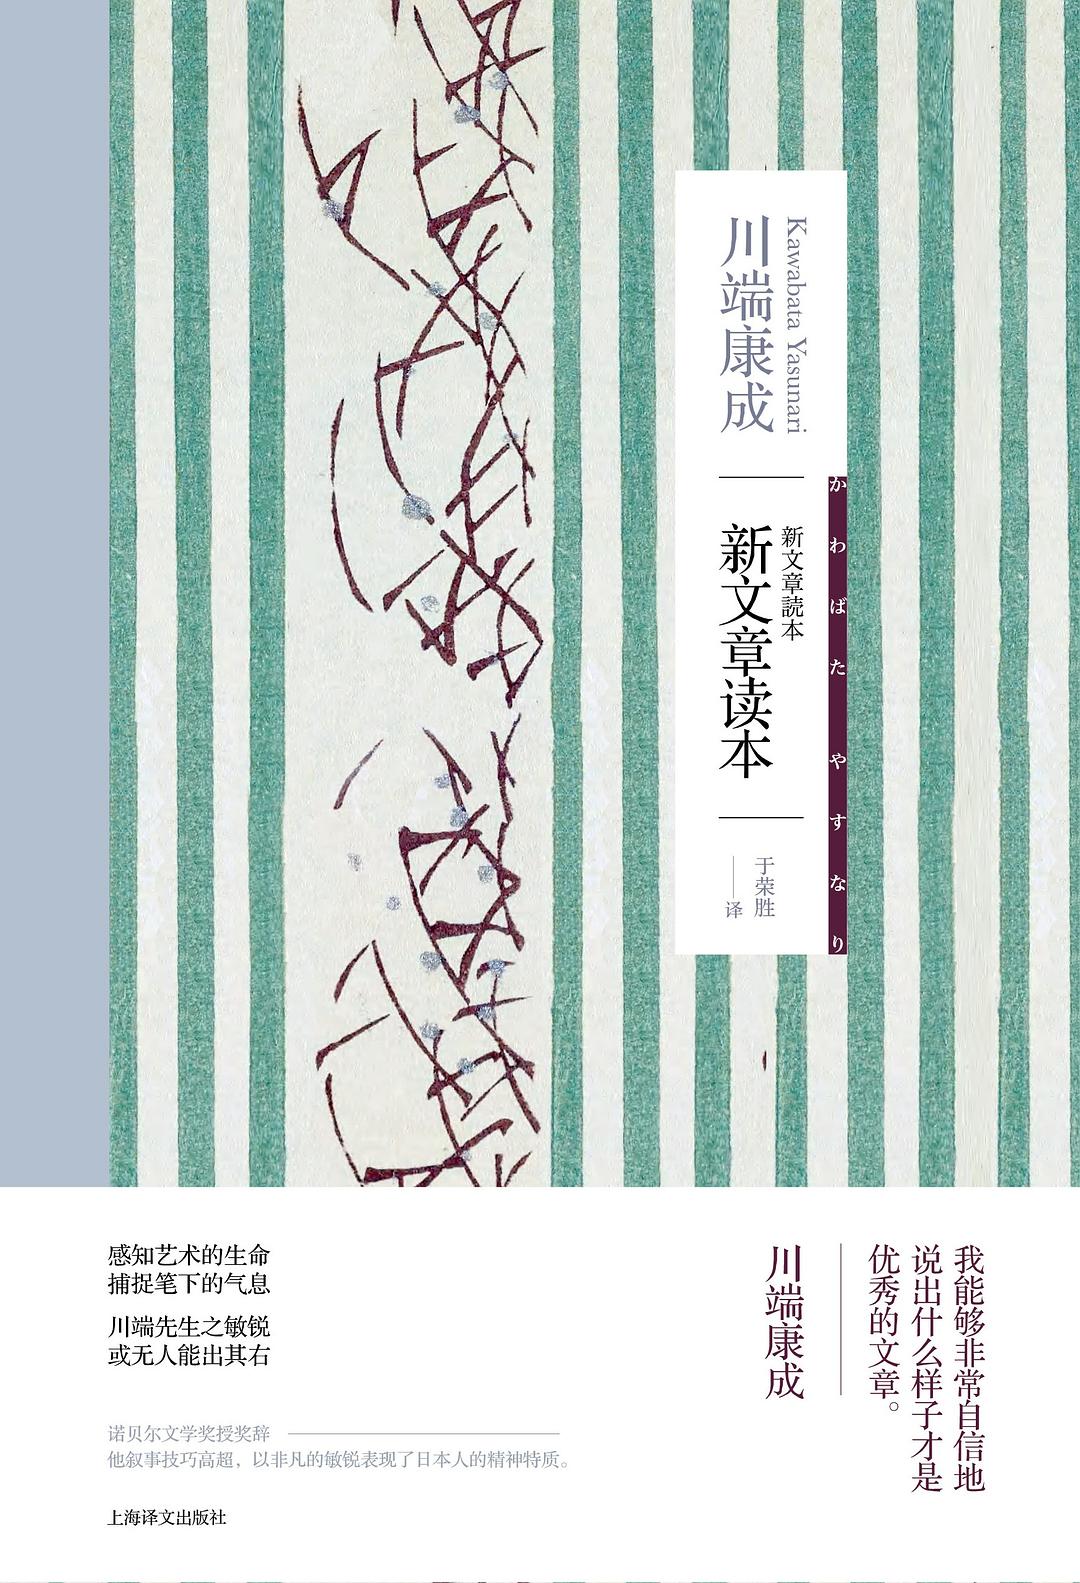 川端康成
Kawabata Yasunari
新文章読本
新文章读本
かわばた やすなり
于荣胜
译
我能够非常自信地
说出什么样子才是
优秀的文章。
川端康成
感知艺术的生命
捕捉笔下的气息
川端先生之敏锐
或无人能出其右
诺贝尔文学奖授奖辞
他叙事技巧高超，以非凡的敏锐表现了日本人的精神特质。
上海译文出版社